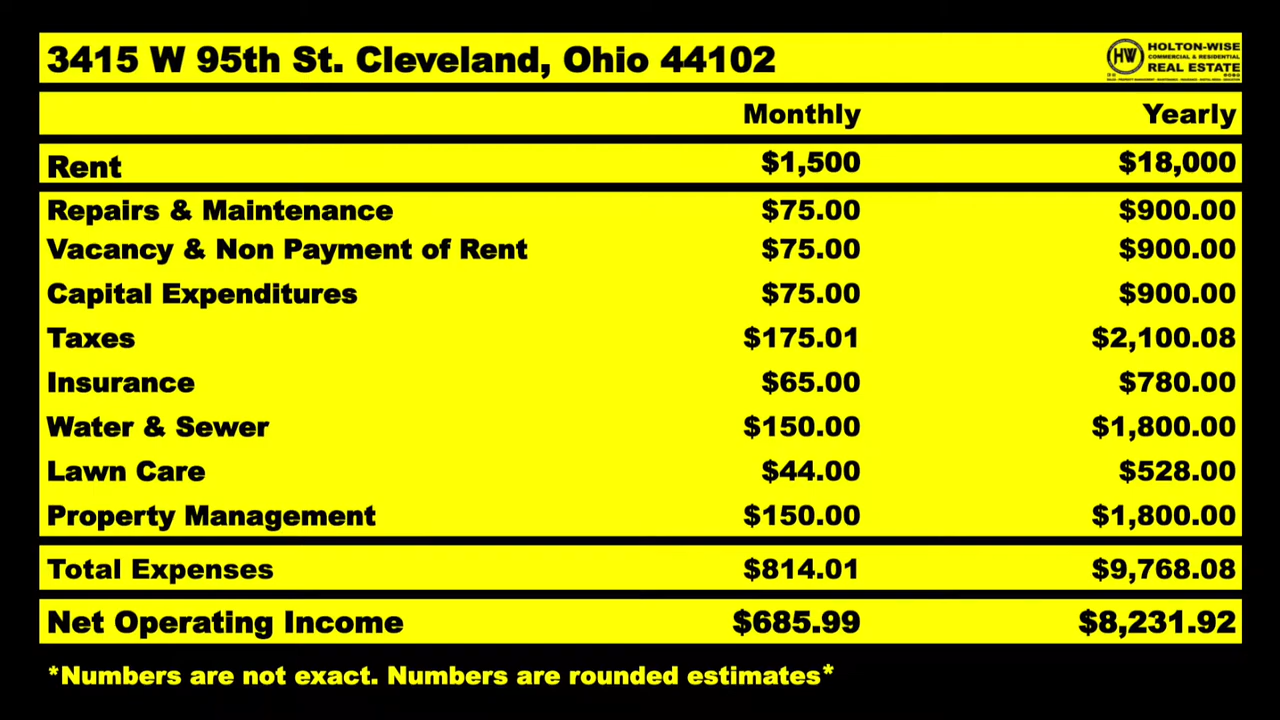 3415 W 95th St. Cleveland, Ohio 44102
HW HOLTON-WISE
COMMERCIAL & RESIDENTIAL
REAL ESTATE
Monthly Yearly
Rent $1,500 $18,000
Repairs & Maintenance $75.00 $900.00
Vacancy & Non Payment of Rent $75.00 $900.00
Capital Expenditures $75.00 $900.00
Taxes $175.01 $2,100.08
Insurance $65.00 $780.00
Water & Sewer $150.00 $1,800.00
Lawn Care $44.00 $528.00
Property Management $150.00 $1,800.00
Total Expenses $814.01 $9,768.08
Net Operating Income $685.99 $8,231.92
*Numbers are not exact. Numbers are rounded estimates*